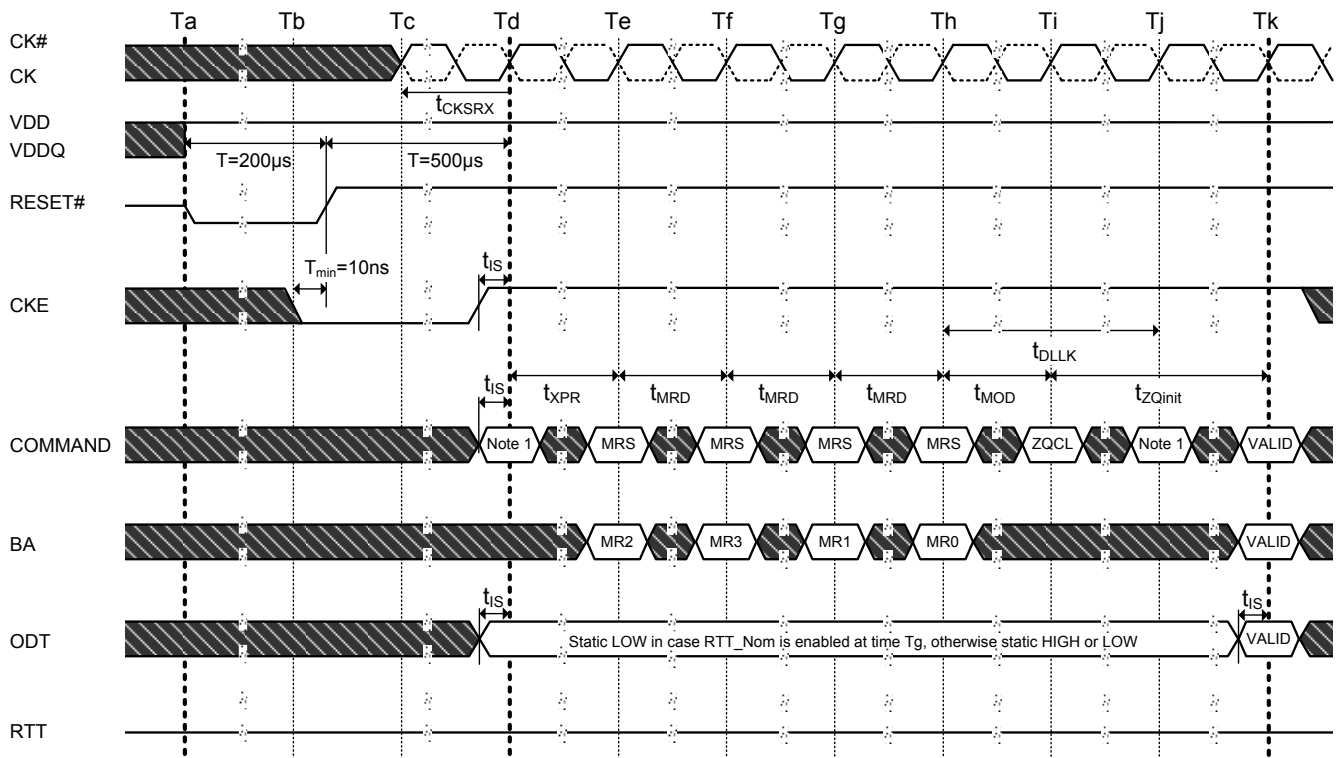 Ta Tb Tc Td Te Tf Tg Th Ti Tj Tk
CK#
CK
tCKSRX
VDD
VDDQ
T=200µs T=500µs
RESET#
Tmin=10ns tIS
CKE
tDLLK
tIS tXPR tMRD tMRD tMRD tMOD tZQinit
COMMAND Note 1 MRS MRS MRS MRS ZQCL Note 1 VALID
BA MR2 MR3 MR1 MR0 VALID
tIS tIS
ODT Static LOW in case RTT_Nom is enabled at time Tg, otherwise static HIGH or LOW VALID
RTT